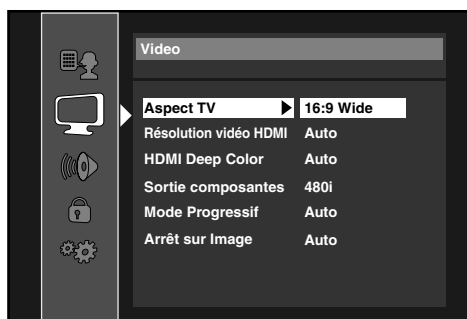 Video
Aspect TV 16:9 Wide
Résolution vidéo HDMI Auto
HDMI Deep Color Auto
Sortie composantes 480i
Mode Progressif Auto
Arrêt sur Image Auto